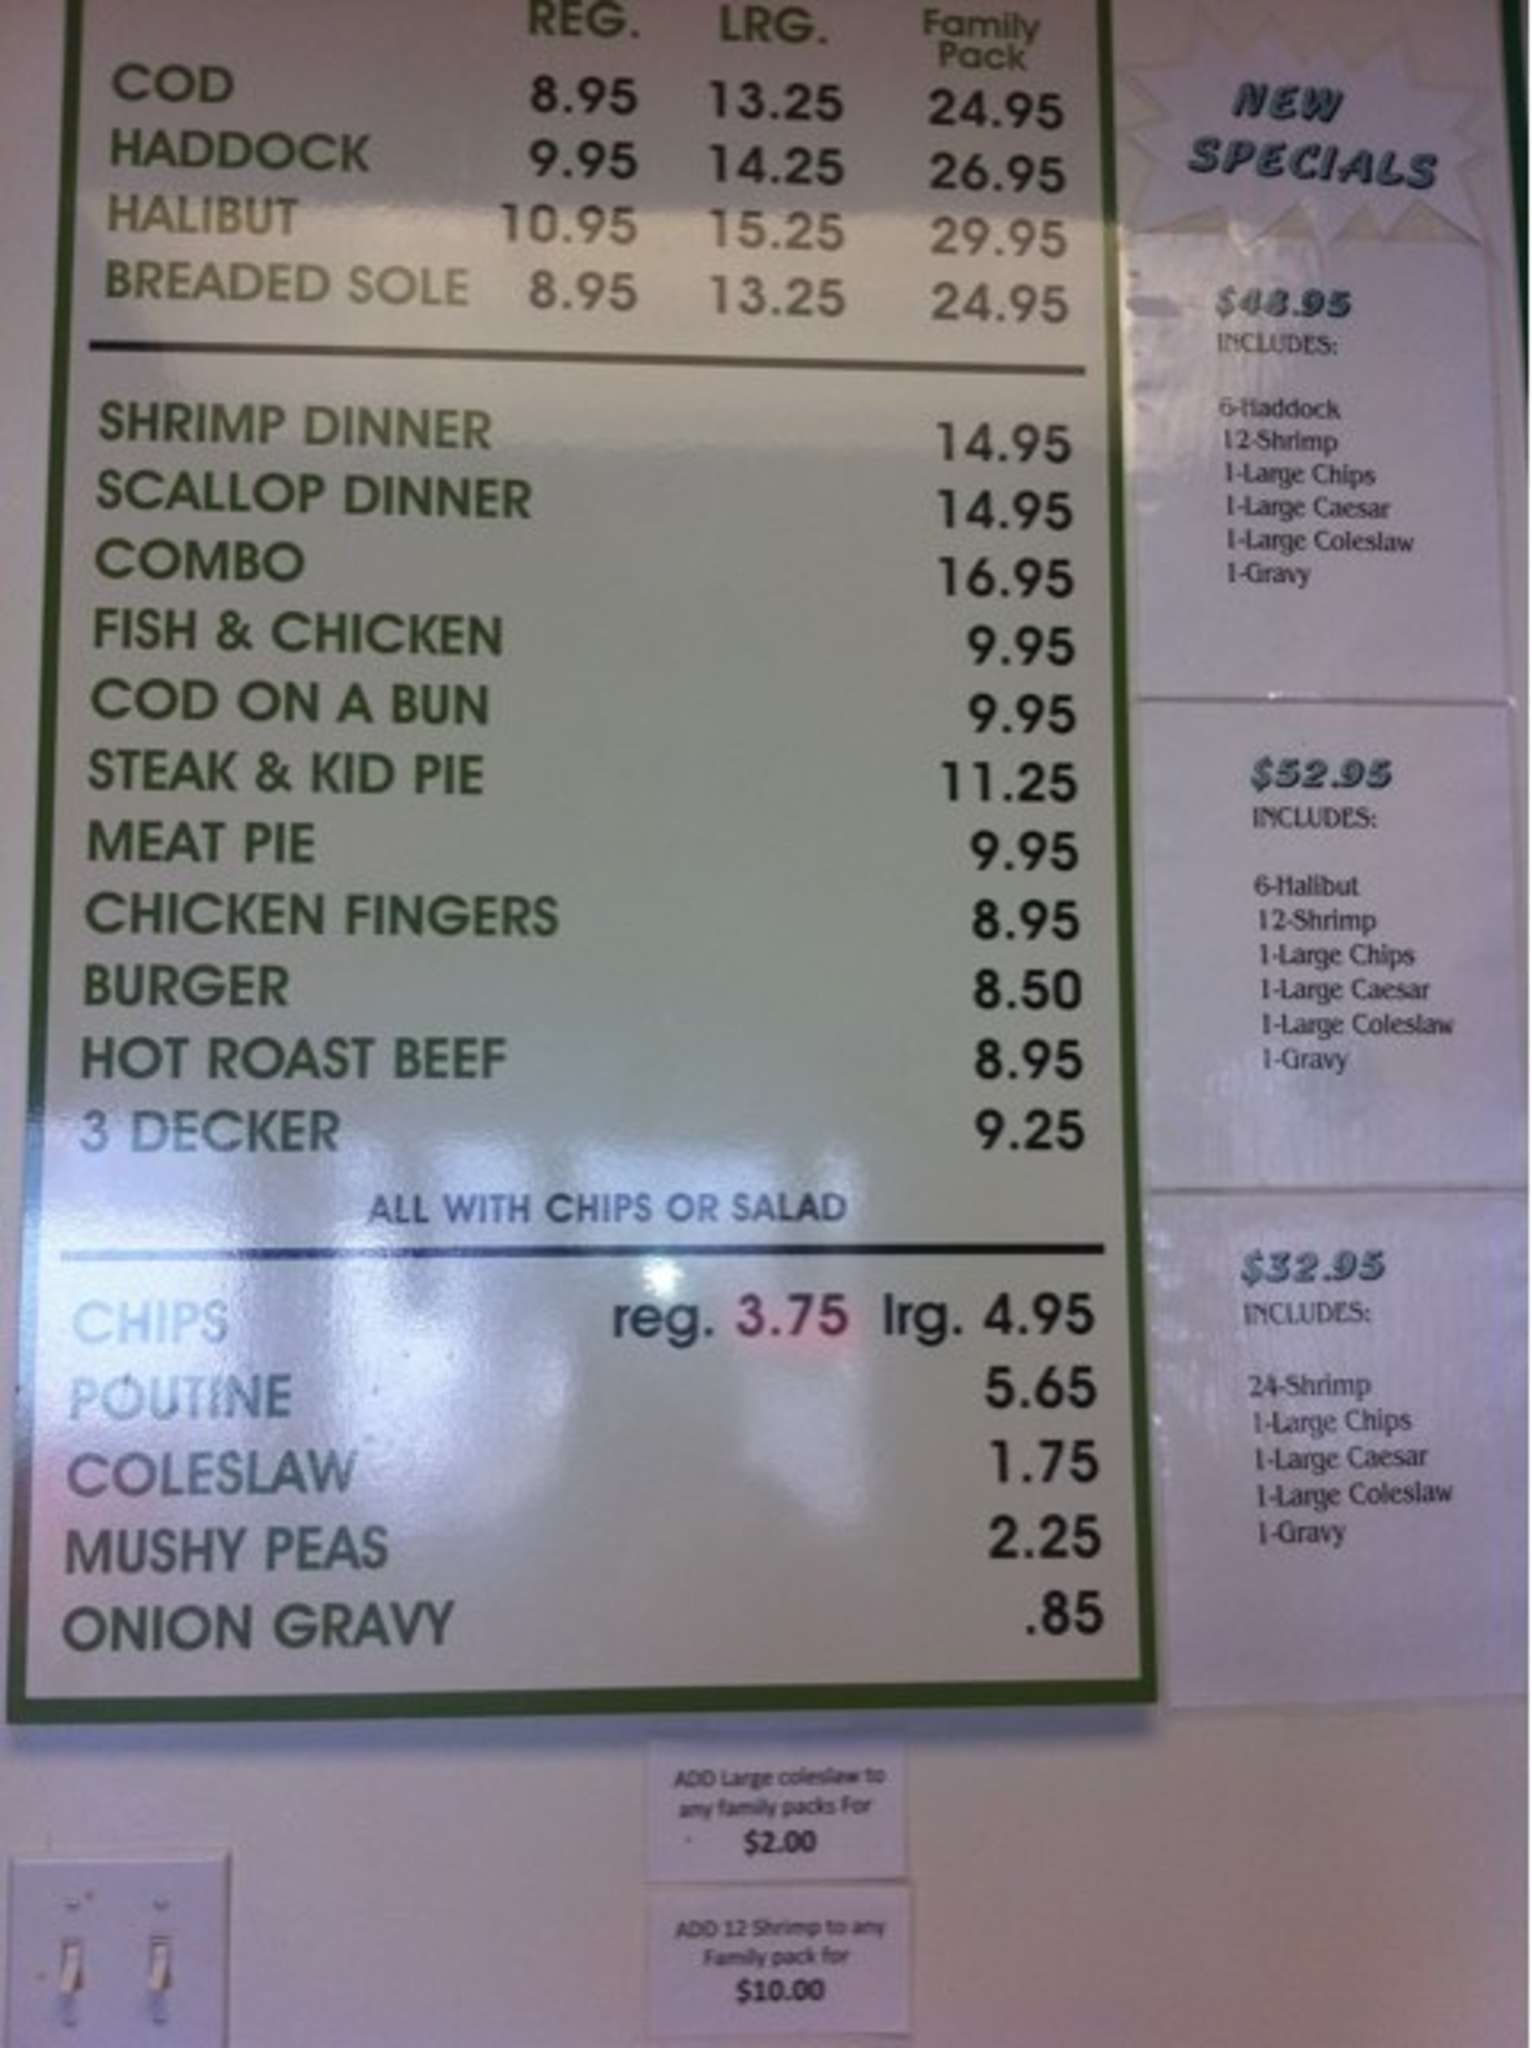 REG. LRG. Family Pack
COD 8.95 13.25 24.95
HADDOCK 9.95 14.25 26.95
HALIBUT 10.95 15.25 29.95
BREADED SOLE 8.95 13.25 24.95
SHRIMP DINNER 14.95
SCALLOP DINNER 14.95
COMBO 16.95
FISH & CHICKEN 9.95
COD ON A BUN 9.95
STEAK & KID PIE 11.25
MEAT PIE 9.95
CHICKEN FINGERS 8.95
BURGER 8.50
HOT ROAST BEEF 8.95
3 DECKER 9.25
ALL WITH CHIPS OR SALAD
CHIPS reg. 3.75 lrg. 4.95
POUTINE 5.65
COLESLAW 1.75
MUSHY PEAS 2.25
ONION GRAVY .85
NEW
SPECIALS
$48.95
INCLUDES:
6-Haddock
12-Shrimp
1-Large Chips
1-Large Caesar
1-Large Coleslaw
1-Gravy
$52.95
INCLUDES:
6-Halibut
12-Shrimp
1-Large Chips
1-Large Caesar
1-Large Coleslaw
1-Gravy
$32.95
INCLUDES:
24-Shrimp
1-Large Chips
1-Large Caesar
1-Large Coleslaw
1-Gravy
ADD Large coleslaw to
any family packs For
$2.00
ADD 12 Shrimp to any
Family pack for
$10.00